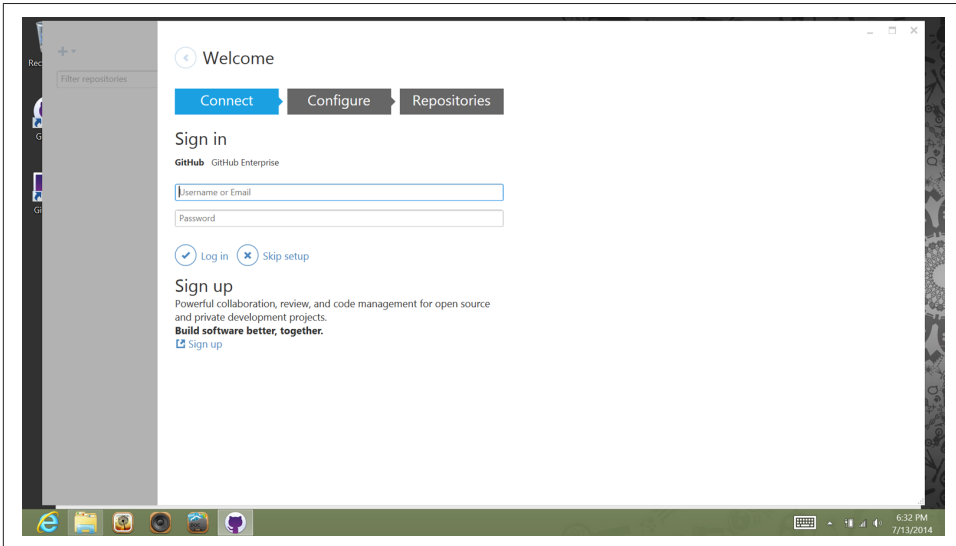 Rec
Filter repositories
G
Gi
Welcome
Connect
Configure
Repositories
Sign in
GitHub GitHub Enterprise
Username or Email
Password
Log in Skip setup
Sign up
Powerful collaboration, review, and code management for open source
and private development projects.
Build software better, together.
Sign up
6:32 PM
7/13/2014